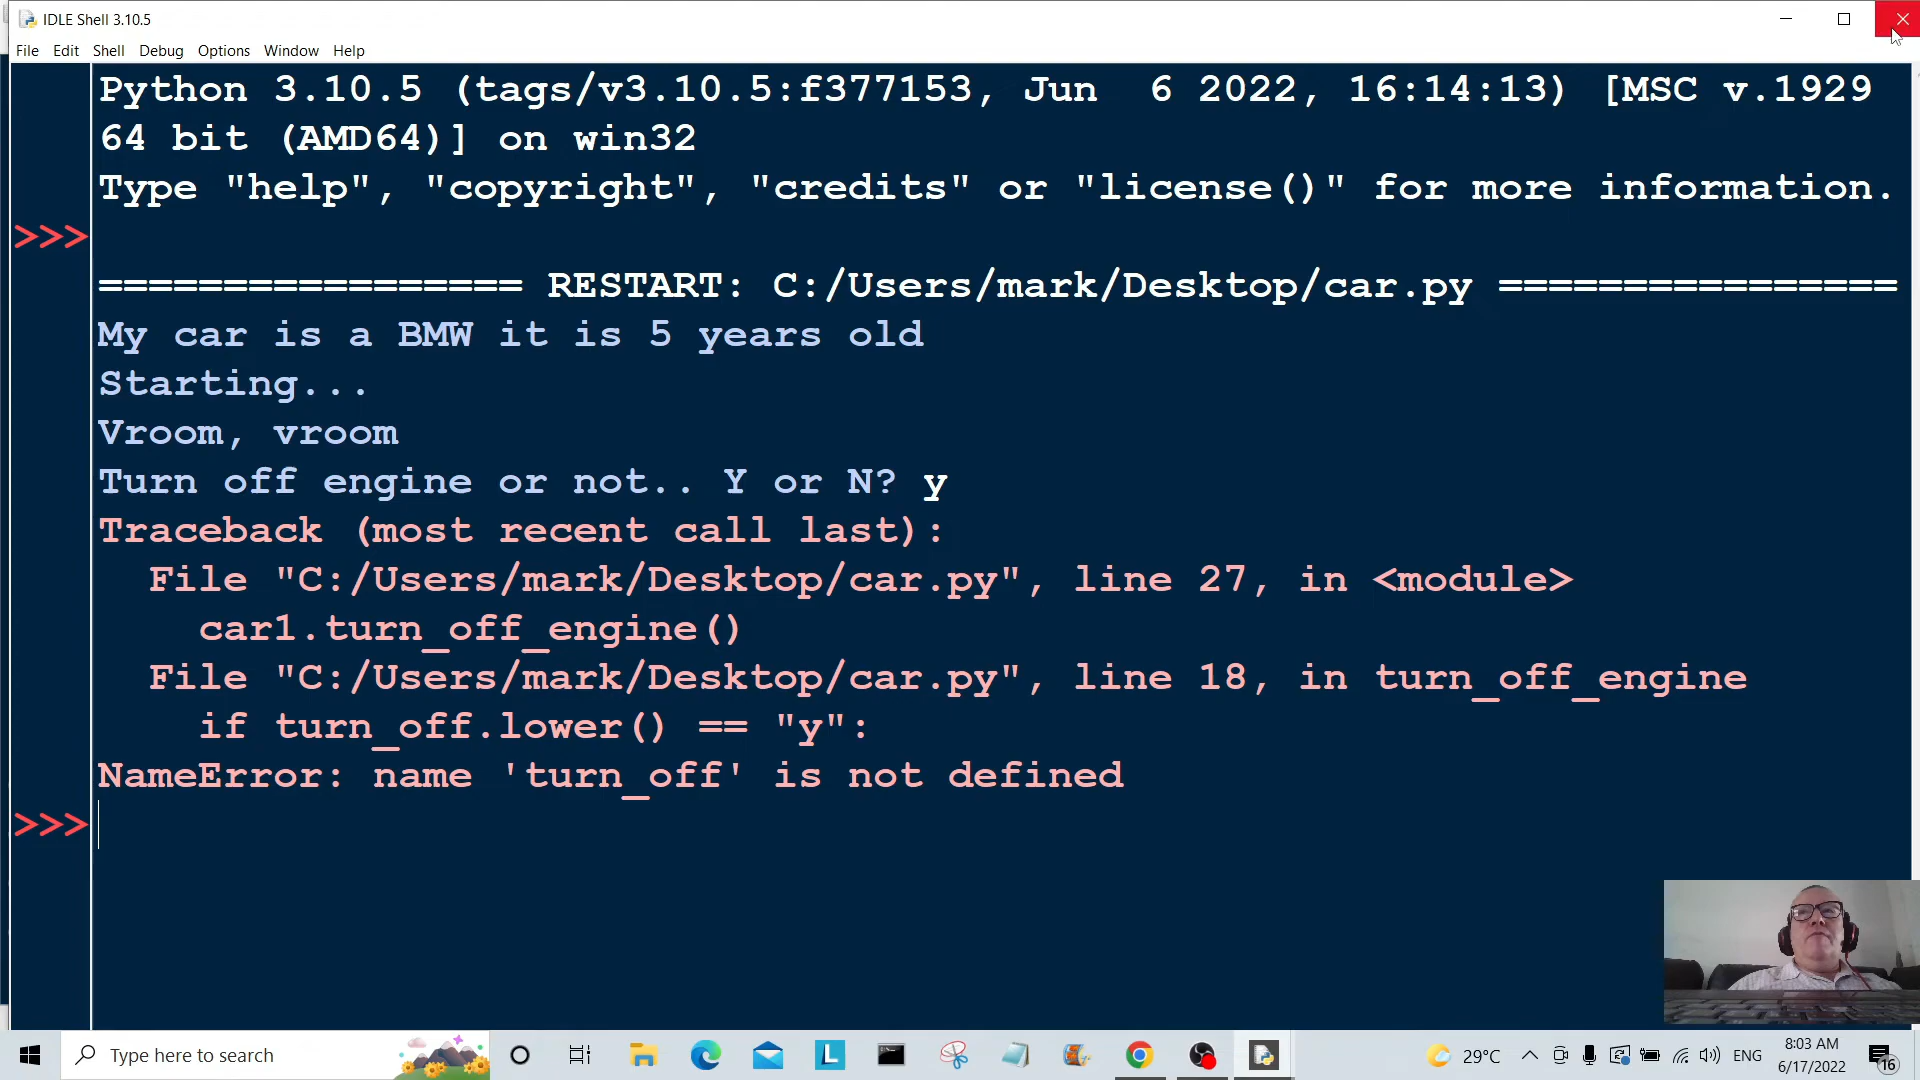 IDLE Shell 3.10.5
File Edit Shell Debug Options Window Help
Python 3.10.5 (tags/v3.10.5:f377153, Jun  6 2022, 16:14:13) [MSC v.1929
64 bit (AMD64)] on win32
Type "help", "copyright", "credits" or "license()" for more information.
>>>
================= RESTART: C:/Users/mark/Desktop/car.py ================
My car is a BMW it is 5 years old
Starting...
Vroom, vroom
Turn off engine or not.. Y or N? y
Traceback (most recent call last):
  File "C:/Users/mark/Desktop/car.py", line 27, in <module>
    car1.turn_off_engine()
  File "C:/Users/mark/Desktop/car.py", line 18, in turn_off_engine
    if turn_off.lower() == "y":
NameError: name 'turn_off' is not defined
>>>
Type here to search
L
29°C
ENG
8:03 AM
6/17/2022
16